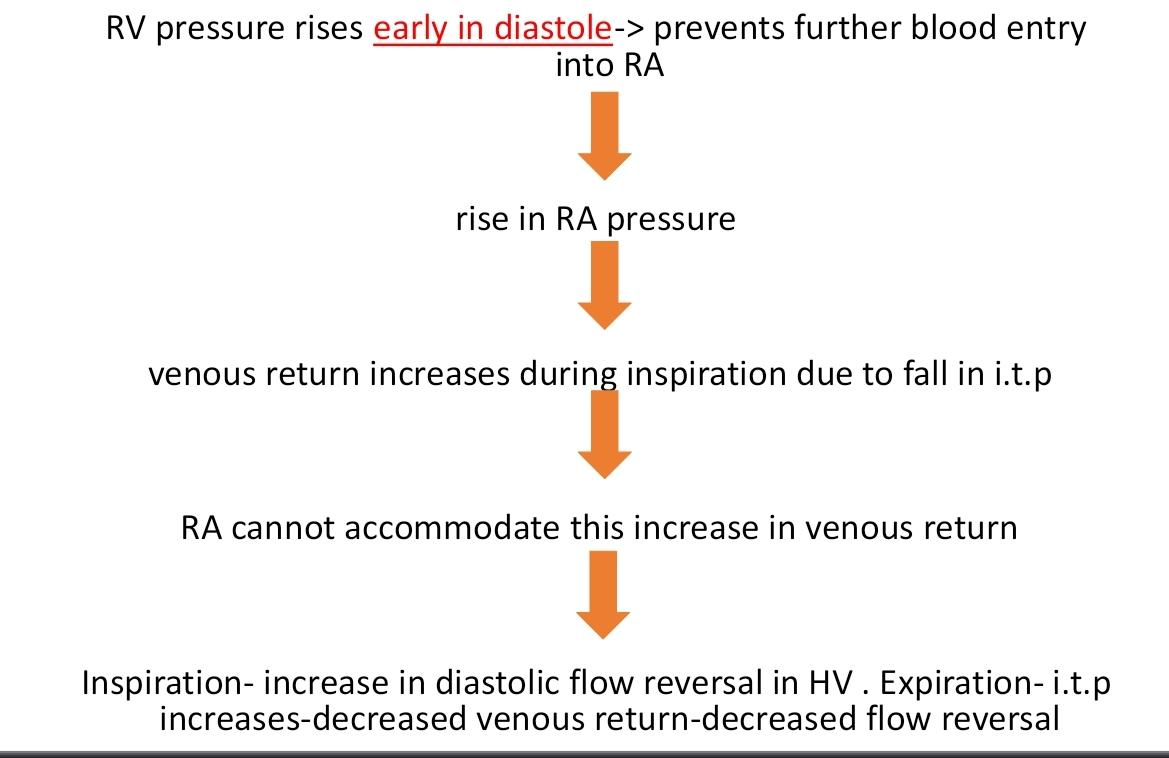 RV pressure rises early in diastole-> prevents further blood entry
into RA
rise in RA pressure
venous return increases during inspiration due to fall in i.t.p
RA cannot accommodate this increase in venous return
Inspiration- increase in diastolic flow reversal in HV . Expiration- i.t.p
increases-decreased venous return-decreased flow reversal